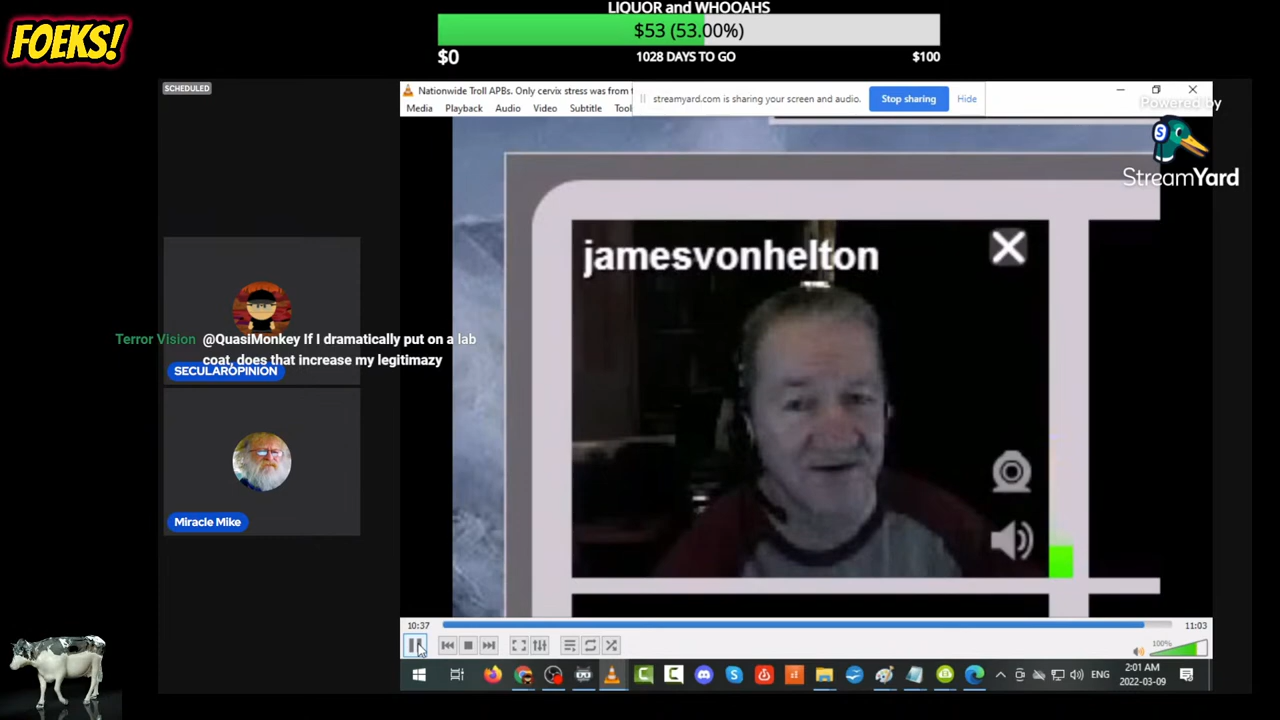 FOEKS!
LIQUOR and WHOOAHS
$53 (53.00%)
$0
1028 DAYS TO GO
$100
SCHEDULED
Nationwide Troll APBs. Only cervix stress was from
streamyard.com is sharing your screen and audio.
Stop sharing
Hide
Media Playback Audio Video Subtitle Tool
Powered by
S
StreamYard
jamesvonhelton
Terror Vision @QuasiMonkey If I dramatically put on a lab
coat, does that increase my legitimazy
SECULAROPINION
Miracle Mike
10:37
11:03
100%
2:01 AM
ENG
2022-03-09